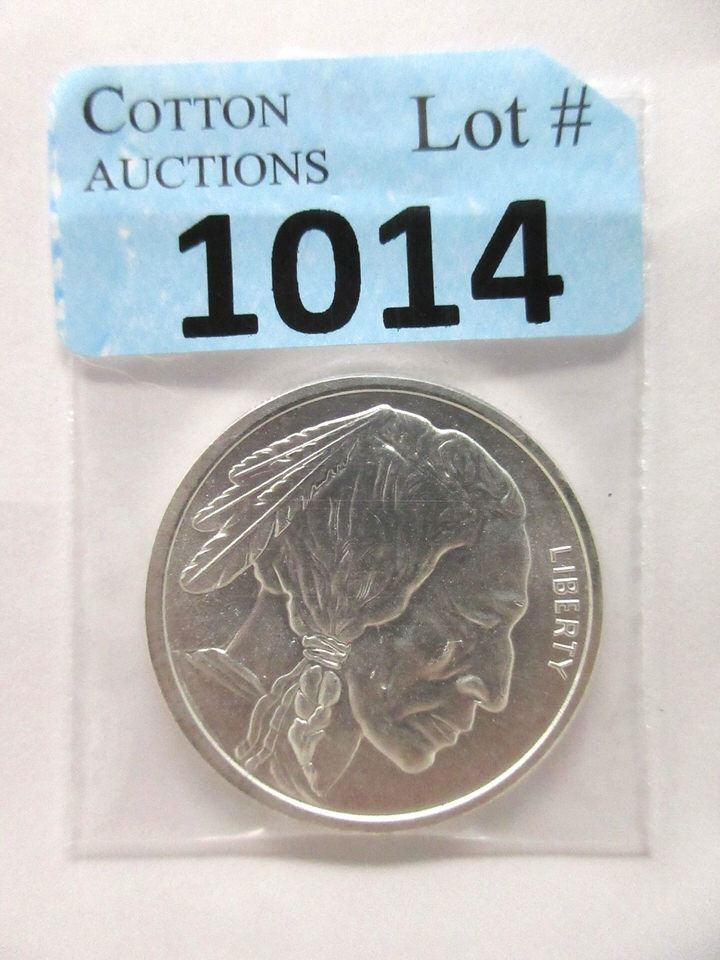 COTTON
AUCTIONS
Lot #
1014
LIBERTY